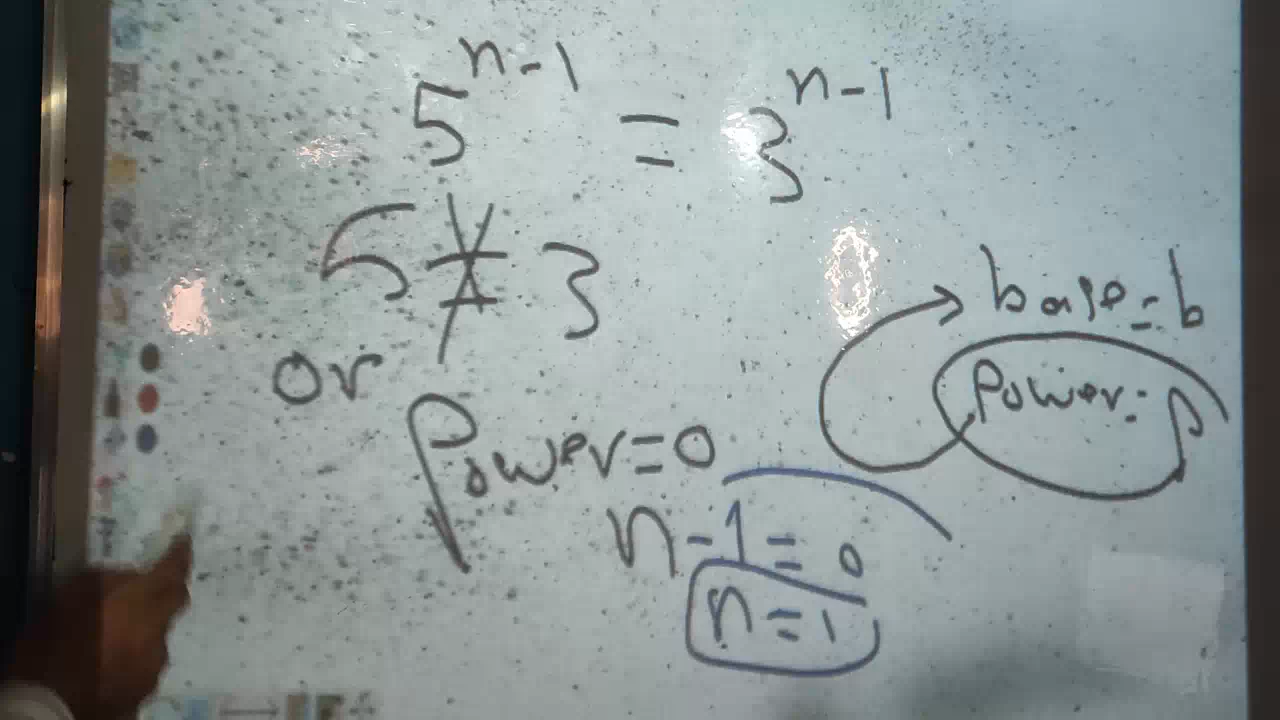 5^(n-1) = 3^(n-1)
5 ≠ 3
or
Power=0
n-1=0
n=1
base=b
Power=p